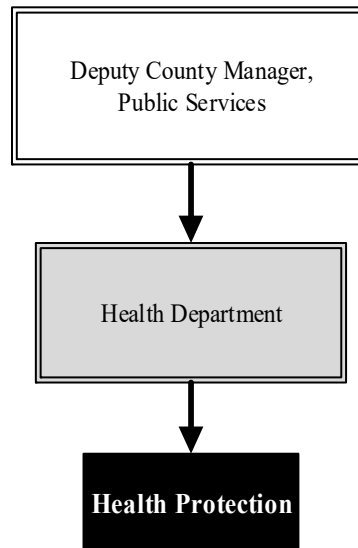 Deputy County Manager,
Public Services
Health Department
Health Protection